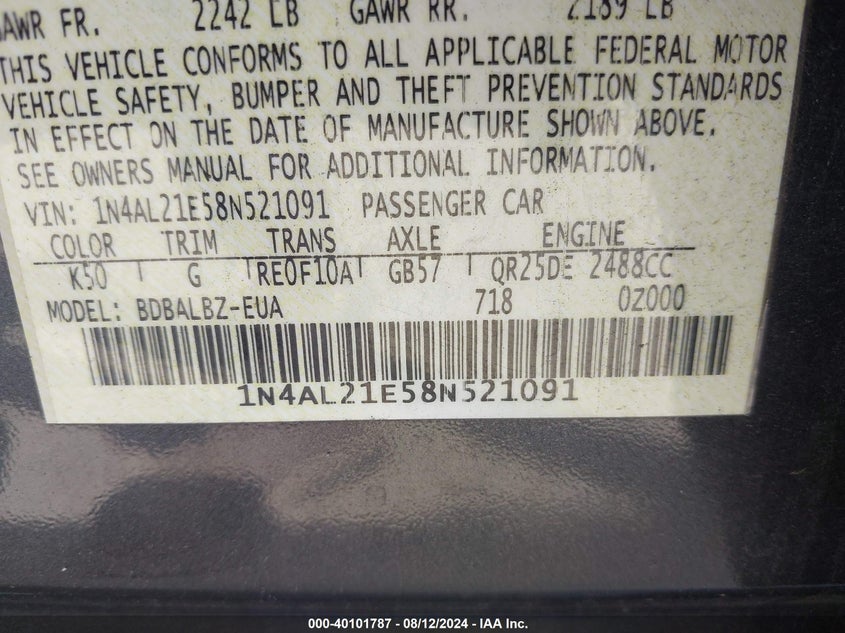 GAWR FR. 2242 LB GAWR RR. 2189 LB
THIS VEHICLE CONFORMS TO ALL APPLICABLE FEDERAL MOTOR
VEHICLE SAFETY, BUMPER AND THEFT PREVENTION STANDARDS
IN EFFECT ON THE DATE OF MANUFACTURE SHOWN ABOVE.
SEE OWNERS MANUAL FOR ADDITIONAL INFORMATION.
VIN: 1N4AL21E58N521091 PASSENGER CAR
COLOR TRIM TRANS AXLE ENGINE
K50 G RE0F10A GB57 QR25DE 2488CC
MODEL: BDBALBZ-EUA 718 0Z000
1N4AL21E58N521091
000-40101787 - 08/12/2024 - IAA Inc.